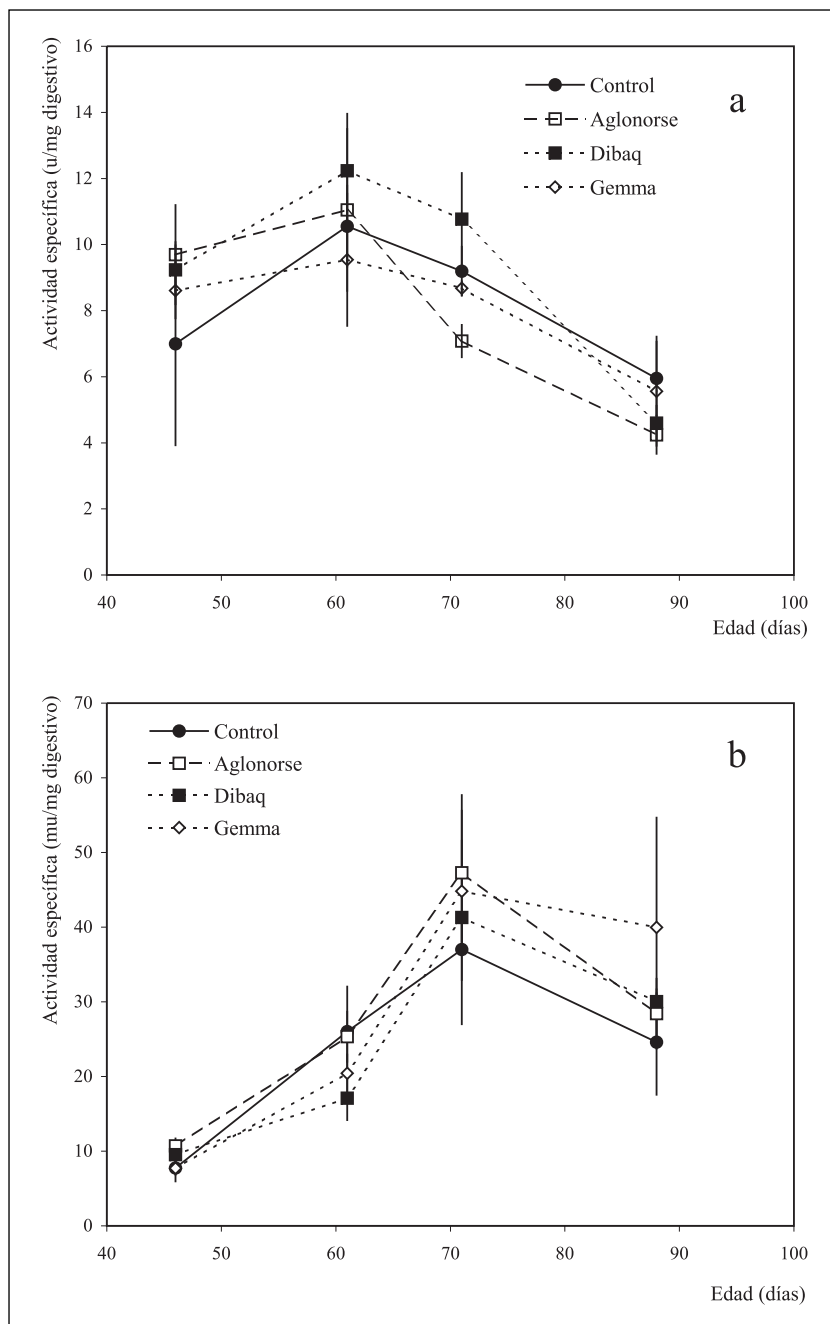 16
14
12
10
8
6
4
2
0
Actividad específica (u/mg digestivo)
Control
Aglonorse
Dibaq
Gemma
a
40 50 60 70 80 90 100
Edad (días)
70
60
50
40
30
20
10
0
Actividad específica (mu/mg digestivo)
Control
Aglonorse
Dibaq
Gemma
b
40 50 60 70 80 90 100
Edad (días)